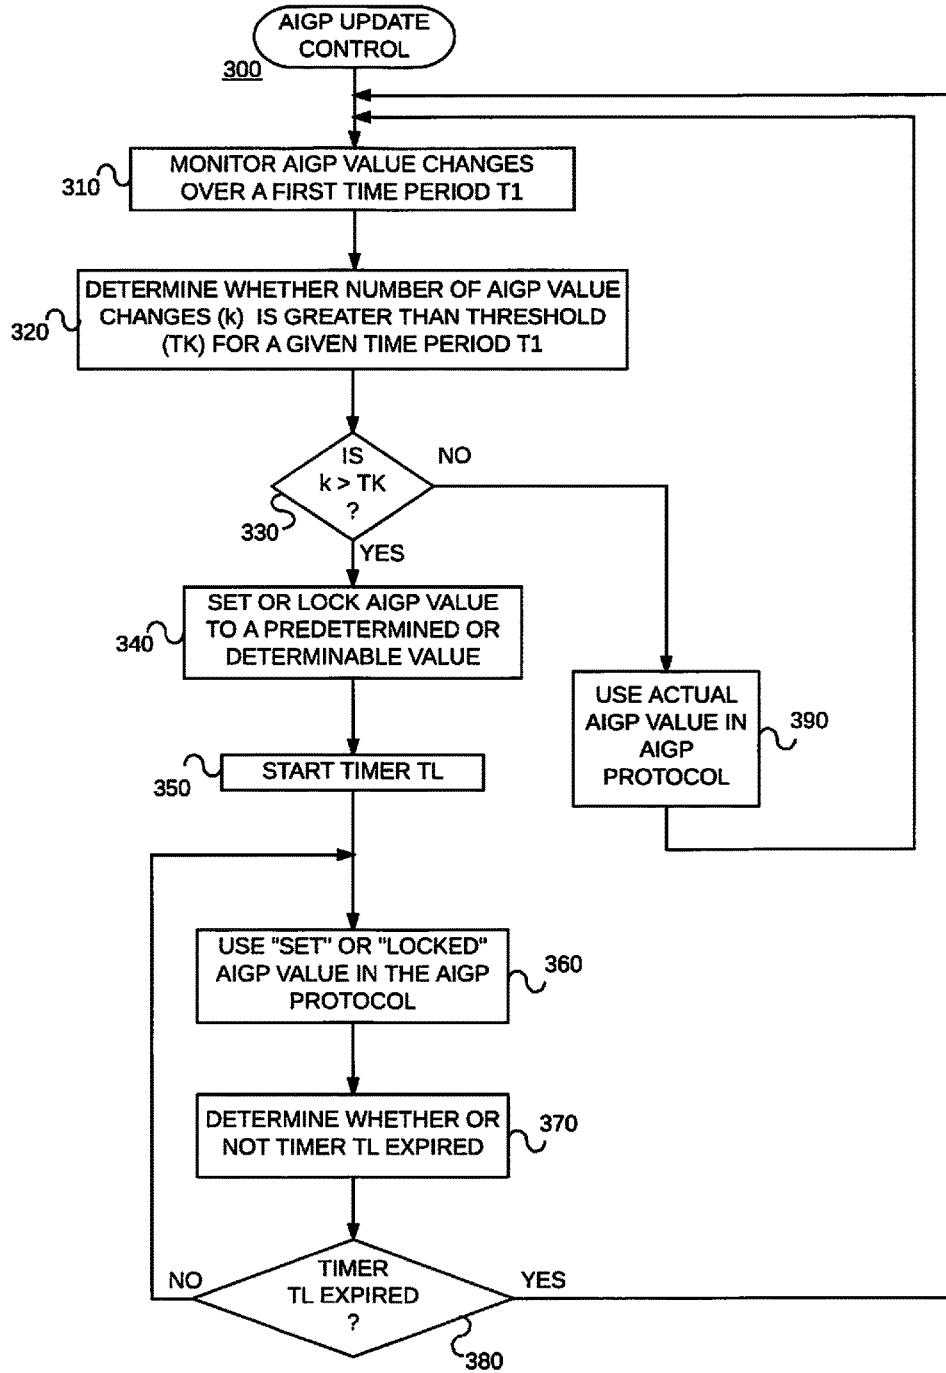 AIGP UPDATE
CONTROL
300
MONITOR AIGP VALUE CHANGES
OVER A FIRST TIME PERIOD T1
310
DETERMINE WHETHER NUMBER OF AIGP VALUE
CHANGES (k) IS GREATER THAN THRESHOLD
(TK) FOR A GIVEN TIME PERIOD T1
320
IS
k > TK
?
NO
330
YES
SET OR LOCK AIGP VALUE
TO A PREDETERMINED OR
DETERMINABLE VALUE
340
USE ACTUAL
AIGP VALUE IN
AIGP
PROTOCOL
390
START TIMER TL
350
USE "SET" OR "LOCKED"
AIGP VALUE IN THE AIGP
PROTOCOL
360
DETERMINE WHETHER OR
NOT TIMER TL EXPIRED
370
NO
TIMER
TL EXPIRED
?
YES
380